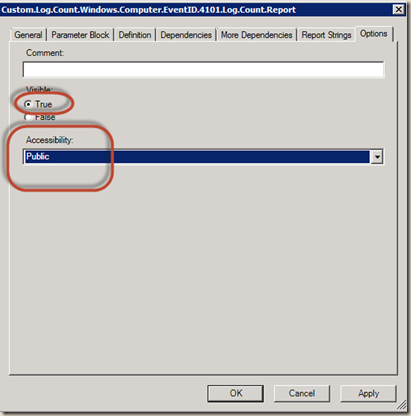 Custom.Log.Count.Windows.Computer.EventID.4101.Log.Count.Report
General
Parameter Block
Definition
Dependencies
More Dependencies
Report Strings
Options
Comment:
Visible:
True
False
Accessibility:
Public
OK
Cancel
Apply